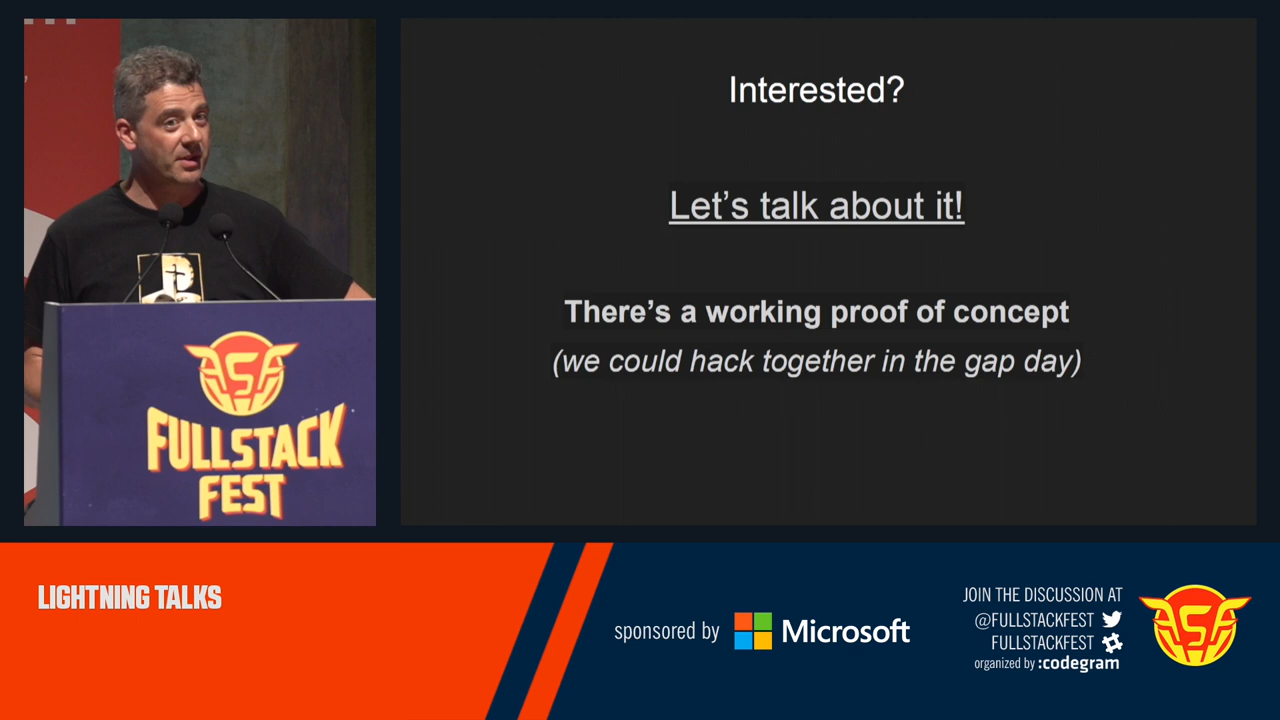 Interested?
Let's talk about it!
There's a working proof of concept
(we could hack together in the gap day)
FULLSTACK
FEST
LIGHTNING TALKS
sponsored by Microsoft
JOIN THE DISCUSSION AT
@FULLSTACKFEST
FULLSTACKFEST
organized by :codegram